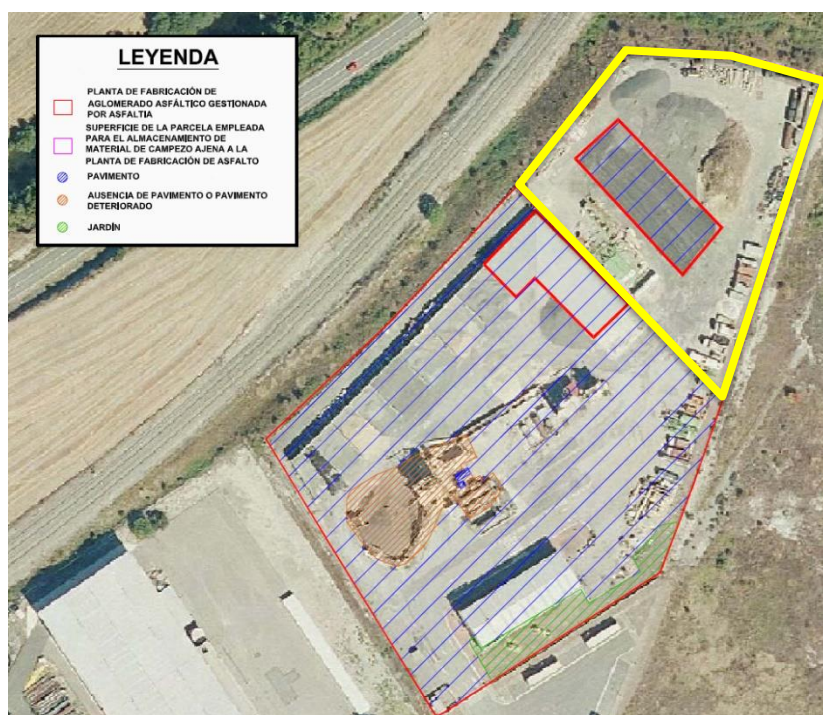 LEYENDA
PLANTA DE FABRICACIÓN DE
AGLOMERADO ASFÁLTICO GESTIONADA
POR ASFALTIA
SUPERFICIE DE LA PARCELA EMPLEADA
PARA EL ALMACENAMIENTO DE
MATERIAL DE CAMPEZO AJENA A LA
PLANTA DE FABRICACIÓN DE ASFALTO
PAVIMENTO
AUSENCIA DE PAVIMENTO O PAVIMENTO
DETERIORADO
JARDÍN